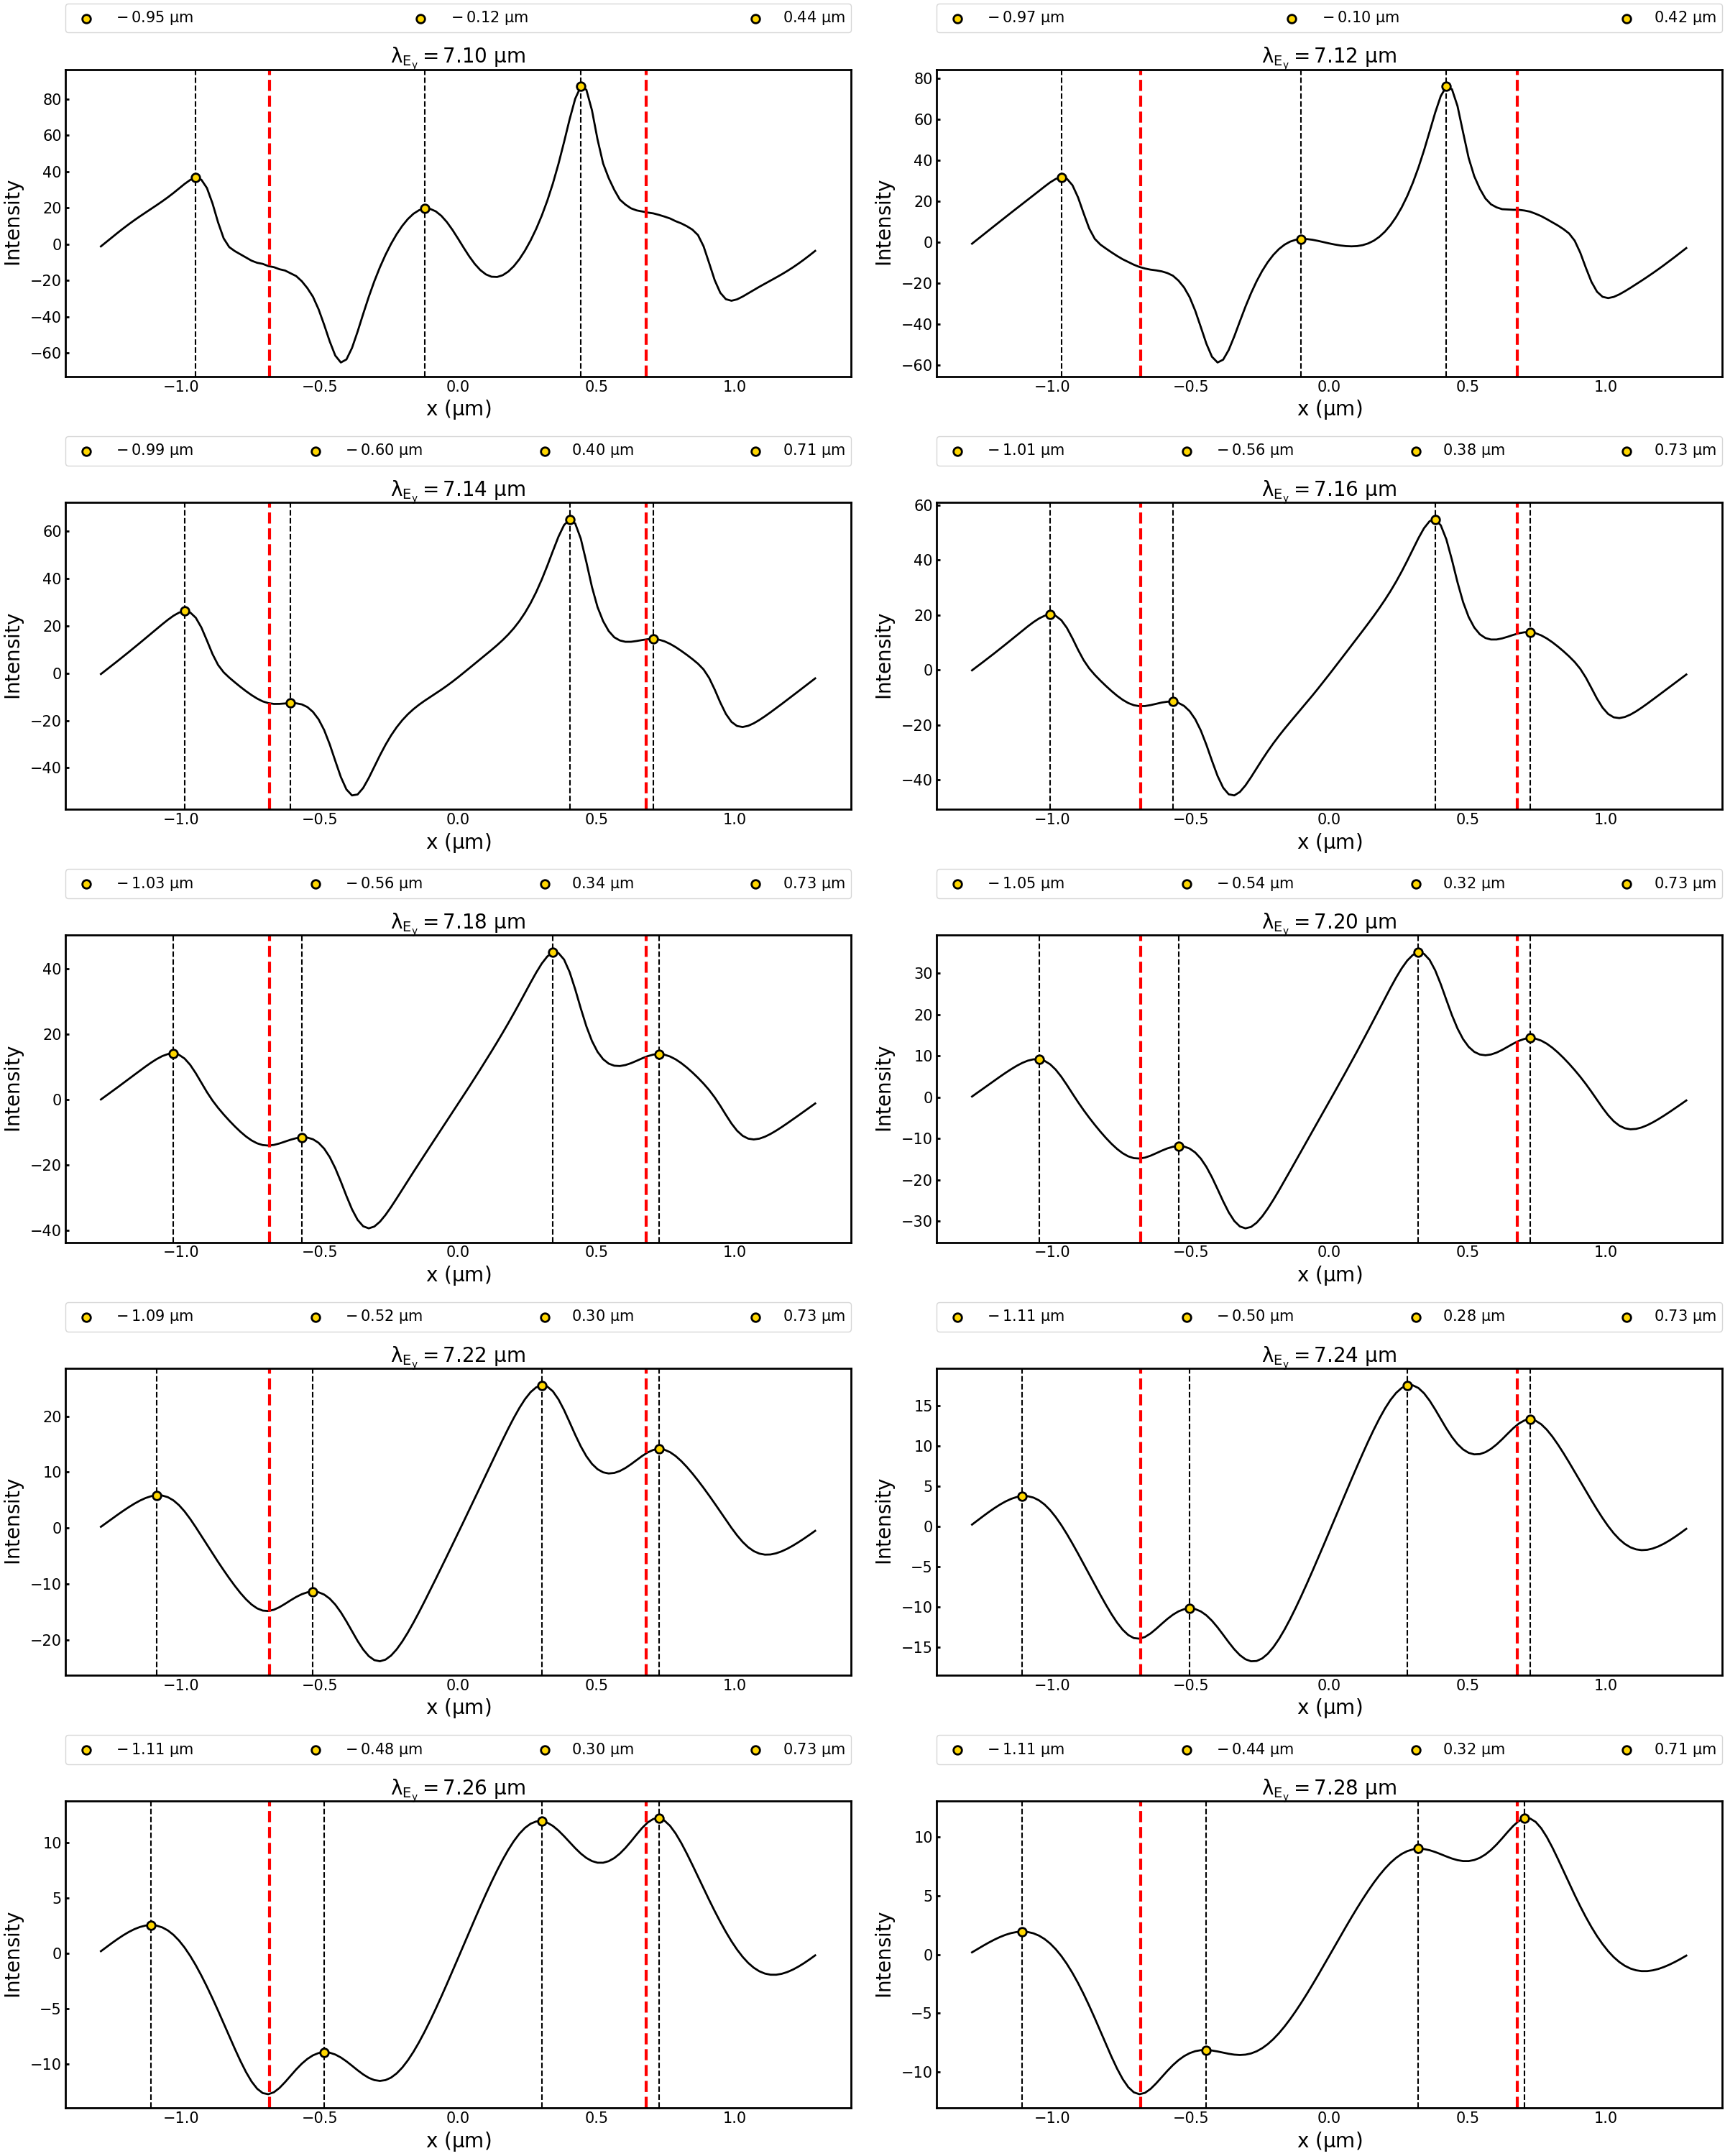 − 0.95 µm − 0.12 µm 0.44 µm
− 0.97 µm − 0.10 µm 0.42 µm
λ_{E_y} = 7.10 µm
λ_{E_y} = 7.12 µm
Intensity
80
60
40
20
0
−20
−40
−60
−1.0 −0.5 0.0 0.5 1.0
x (µm)
Intensity
80
60
40
20
0
−20
−40
−60
−1.0 −0.5 0.0 0.5 1.0
x (µm)
− 0.99 µm − 0.60 µm 0.40 µm 0.71 µm
− 1.01 µm − 0.56 µm 0.38 µm 0.73 µm
λ_{E_y} = 7.14 µm
λ_{E_y} = 7.16 µm
Intensity
60
40
20
0
−20
−40
−1.0 −0.5 0.0 0.5 1.0
x (µm)
Intensity
60
40
20
0
−20
−40
−1.0 −0.5 0.0 0.5 1.0
x (µm)
− 1.03 µm − 0.56 µm 0.34 µm 0.73 µm
− 1.05 µm − 0.54 µm 0.32 µm 0.73 µm
λ_{E_y} = 7.18 µm
λ_{E_y} = 7.20 µm
Intensity
40
20
0
−20
−40
−1.0 −0.5 0.0 0.5 1.0
x (µm)
Intensity
30
20
10
0
−10
−20
−30
−1.0 −0.5 0.0 0.5 1.0
x (µm)
− 1.09 µm − 0.52 µm 0.30 µm 0.73 µm
− 1.11 µm − 0.50 µm 0.28 µm 0.73 µm
λ_{E_y} = 7.22 µm
λ_{E_y} = 7.24 µm
Intensity
20
10
0
−10
−20
−1.0 −0.5 0.0 0.5 1.0
x (µm)
Intensity
15
10
5
0
−5
−10
−15
−1.0 −0.5 0.0 0.5 1.0
x (µm)
− 1.11 µm − 0.48 µm 0.30 µm 0.73 µm
− 1.11 µm − 0.44 µm 0.32 µm 0.71 µm
λ_{E_y} = 7.26 µm
λ_{E_y} = 7.28 µm
Intensity
10
5
0
−5
−10
−1.0 −0.5 0.0 0.5 1.0
x (µm)
Intensity
10
5
0
−5
−10
−1.0 −0.5 0.0 0.5 1.0
x (µm)